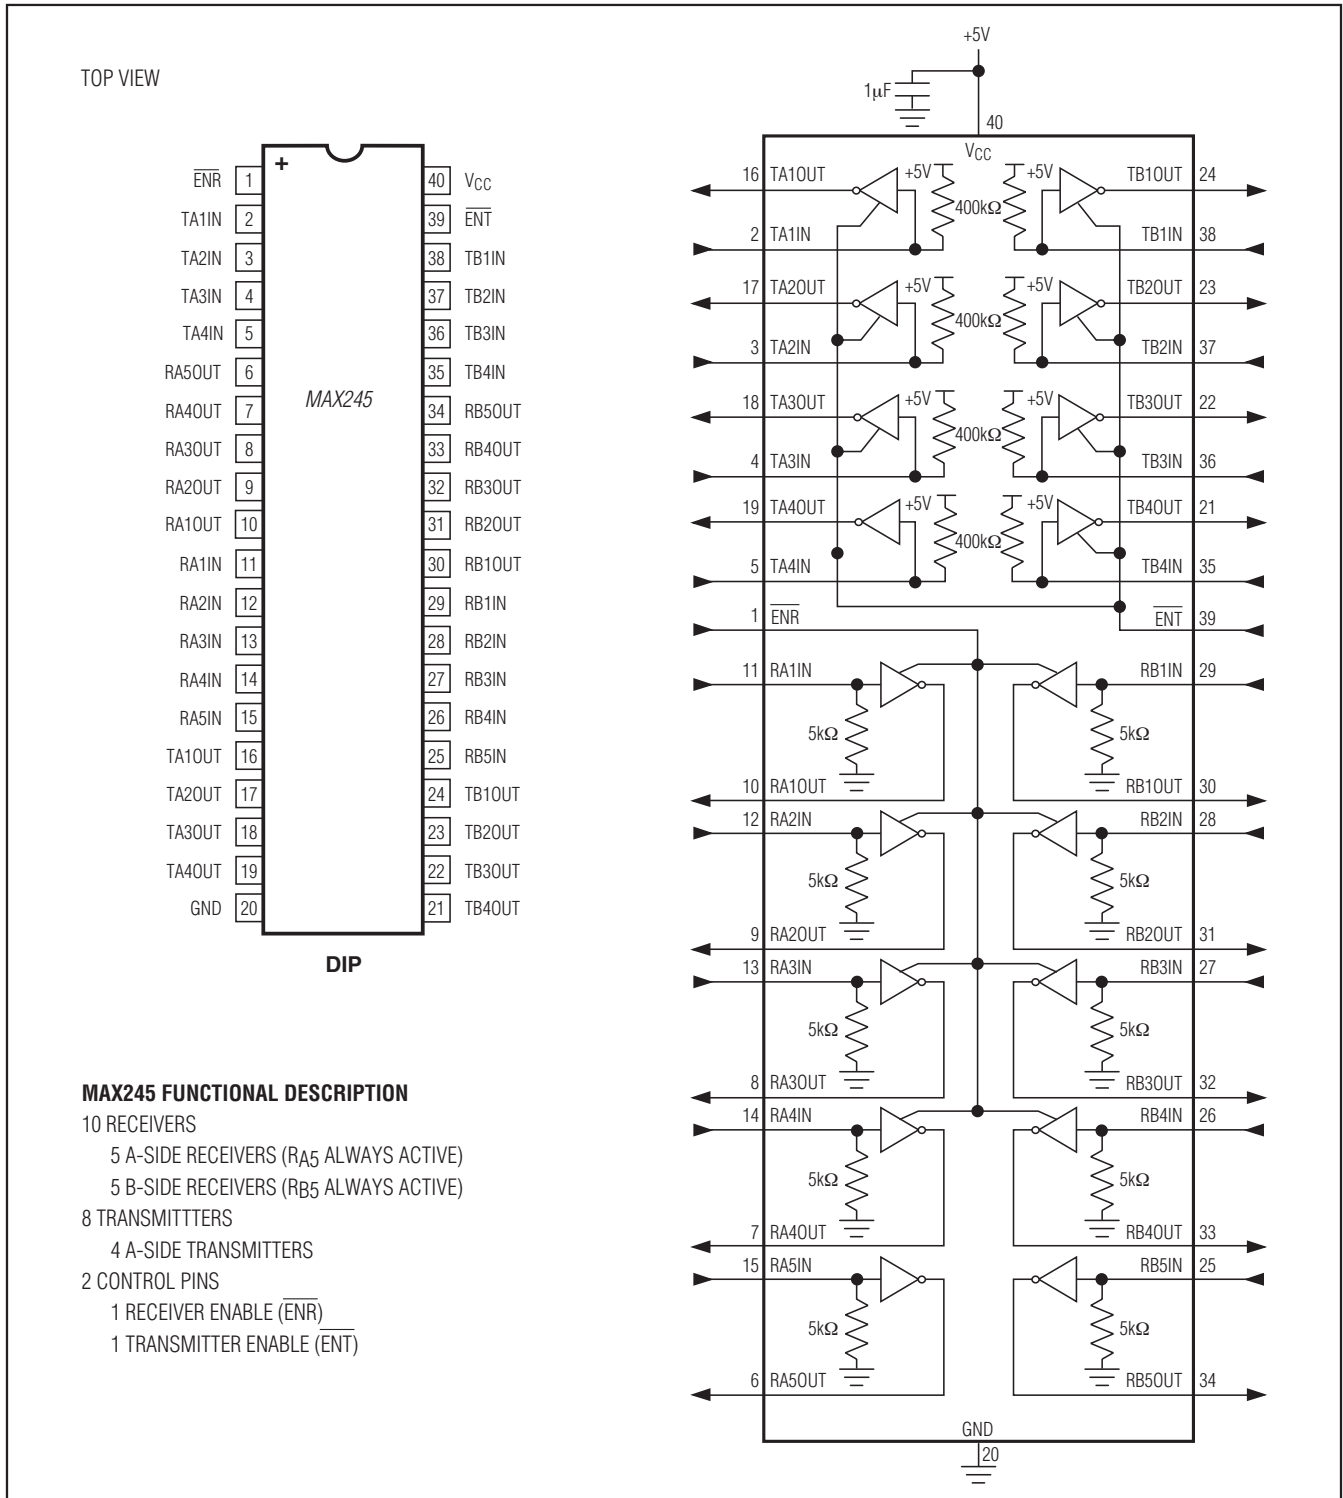 TOP VIEW
+
ENR 1
TA1IN 2
TA2IN 3
TA3IN 4
TA4IN 5
RA5OUT 6
RA4OUT 7
RA3OUT 8
RA2OUT 9
RA1OUT 10
RA1IN 11
RA2IN 12
RA3IN 13
RA4IN 14
RA5IN 15
TA1OUT 16
TA2OUT 17
TA3OUT 18
TA4OUT 19
GND 20
MAX245
40 VCC
39 ENT
38 TB1IN
37 TB2IN
36 TB3IN
35 TB4IN
34 RB5OUT
33 RB4OUT
32 RB3OUT
31 RB2OUT
30 RB1OUT
29 RB1IN
28 RB2IN
27 RB3IN
26 RB4IN
25 RB5IN
24 TB1OUT
23 TB2OUT
22 TB3OUT
21 TB4OUT
DIP
MAX245 FUNCTIONAL DESCRIPTION
10 RECEIVERS
5 A-SIDE RECEIVERS (RA5 ALWAYS ACTIVE)
5 B-SIDE RECEIVERS (RB5 ALWAYS ACTIVE)
8 TRANSMITTTERS
4 A-SIDE TRANSMITTERS
2 CONTROL PINS
1 RECEIVER ENABLE (ENR)
1 TRANSMITTER ENABLE (ENT)
+5V
1μF
40
VCC
16 TA1OUT +5V +5V TB1OUT 24
400kΩ
2 TA1IN TB1IN 38
17 TA2OUT +5V +5V TB2OUT 23
400kΩ
3 TA2IN TB2IN 37
18 TA3OUT +5V +5V TB3OUT 22
400kΩ
4 TA3IN TB3IN 36
19 TA4OUT +5V +5V TB4OUT 21
400kΩ
5 TA4IN TB4IN 35
1 ENR ENT 39
11 RA1IN RB1IN 29
5kΩ 5kΩ
10 RA1OUT RB1OUT 30
12 RA2IN RB2IN 28
5kΩ 5kΩ
9 RA2OUT RB2OUT 31
13 RA3IN RB3IN 27
5kΩ 5kΩ
8 RA3OUT RB3OUT 32
14 RA4IN RB4IN 26
5kΩ 5kΩ
7 RA4OUT RB4OUT 33
15 RA5IN RB5IN 25
5kΩ 5kΩ
6 RA5OUT RB5OUT 34
GND
20